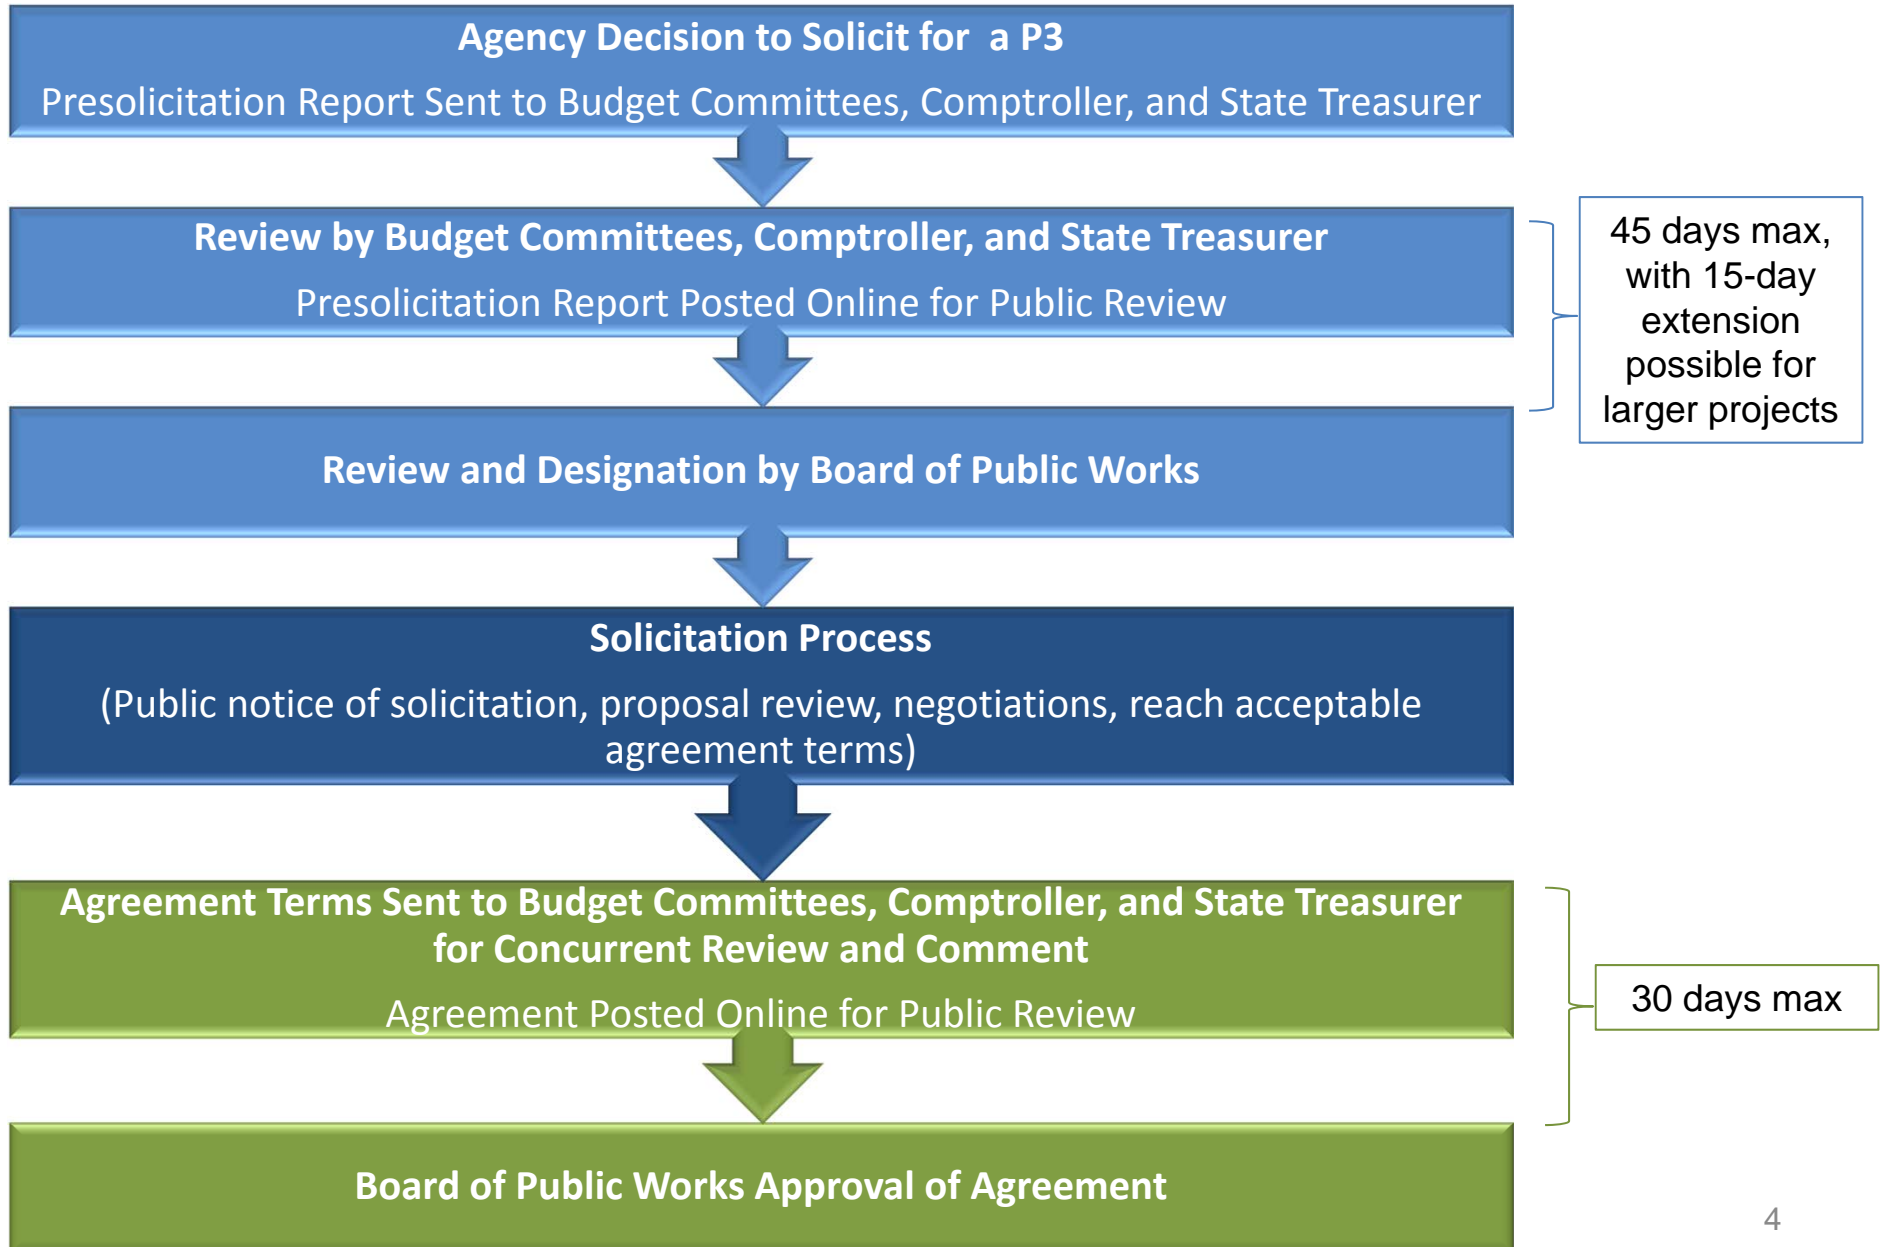 Agency Decision to Solicit for a P3
Presolicitation Report Sent to Budget Committees, Comptroller, and State Treasurer
Review by Budget Committees, Comptroller, and State Treasurer
Presolicitation Report Posted Online for Public Review
45 days max,
with 15-day
extension
possible for
larger projects
Review and Designation by Board of Public Works
Solicitation Process
(Public notice of solicitation, proposal review, negotiations, reach acceptable
agreement terms)
Agreement Terms Sent to Budget Committees, Comptroller, and State Treasurer
for Concurrent Review and Comment
Agreement Posted Online for Public Review
30 days max
Board of Public Works Approval of Agreement
4